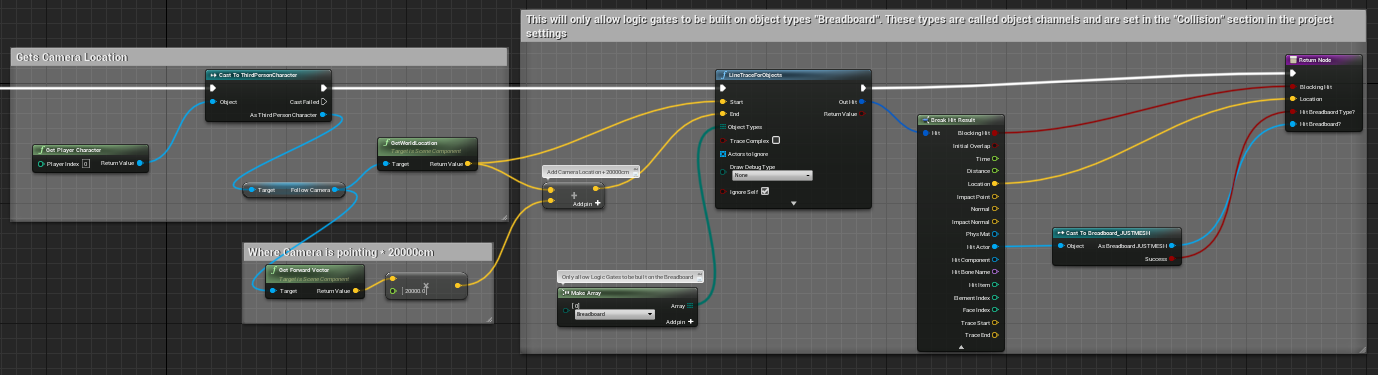 This will only allow logic gates to be built on object types "Breadboard". These types are called object channels and are set in the "Collision" section in the project
settings
Gets Camera Location
Cast To ThirdPersonCharacter
Object
Cast Failed
As Third Person Character
Get Player Character
Player Index 0
Return Value
GetWorldLocation
Target is Scene Component
Target
Return Value
Target
Follow Camera
Where Camera is pointing * 20000cm
Get Forward Vector
Target is Scene Component
Target
Return Value
20000.0
Add Camera Location + 20000cm
Add pin +
LineTraceForObjects
Start
Out Hit
End
Return Value
Object Types
Trace Complex
Actors to Ignore
Draw Debug Type
None
Ignore Self
Only allow Logic Gates to be built on the Breadboard
Make Array
[0]
Array
Breadboard
Add pin +
Break Hit Result
Hit
Blocking Hit
Initial Overlap
Time
Distance
Location
Impact Point
Normal
Impact Normal
Phys Mat
Hit Actor
Hit Component
Hit Bone Name
Hit Item
Element Index
Face Index
Trace Start
Trace End
Cast To Breadboard_JUSTMESH
Object
As Breadboard JUSTMESH
Success
Return Node
Blocking Hit
Location
Hit Breadboard Type?
Hit Breadboard?